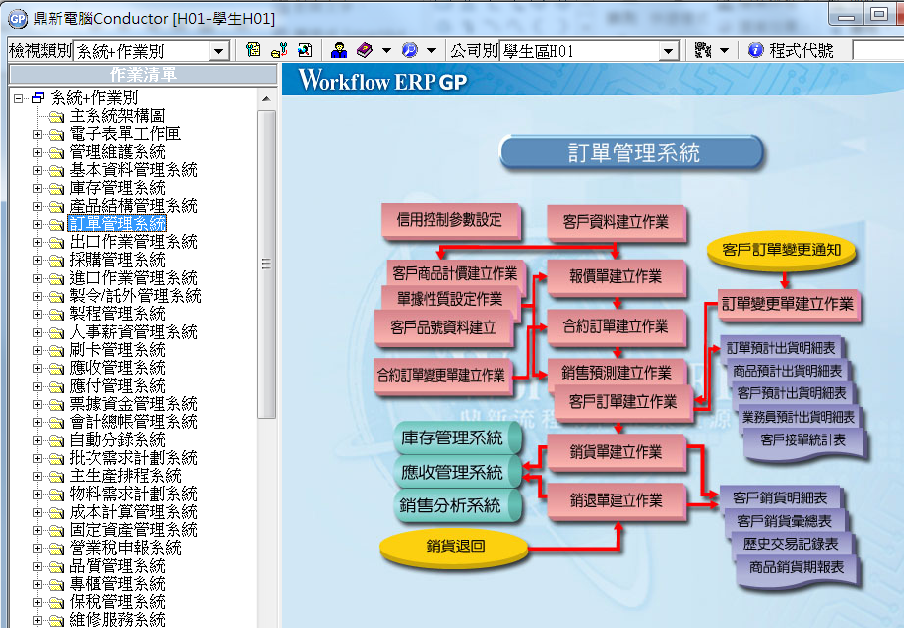 鼎新電腦Conductor [H01-學生H01]
檢視類別 系統+作業別 公司別 學生區H01 程式代號
作業清單
系統+作業別
主系統架構圖
電子表單工作匣
管理維護系統
基本資料管理系統
庫存管理系統
產品結構管理系統
訂單管理系統
出口作業管理系統
採購管理系統
進口作業管理系統
製令/託外管理系統
製程管理系統
人事薪資管理系統
刷卡管理系統
應收管理系統
應付管理系統
票據資金管理系統
會計總帳管理系統
自動分錄系統
批次需求計劃系統
主生產排程系統
物料需求計劃系統
成本計算管理系統
固定資產管理系統
營業稅申報系統
品質管理系統
專櫃管理系統
保稅管理系統
維修服務系統
Workflow ERP GP
訂單管理系統
信用控制參數設定
客戶資料建立作業
客戶訂單變更通知
客戶商品計價建立作業
單據性質設定作業
客戶品號資料建立
合約訂單變更單建立作業
報價單建立作業
合約訂單建立作業
銷售預測建立作業
客戶訂單建立作業
訂單變更單建立作業
訂單預計出貨明細表
商品預計出貨明細表
客戶預計出貨明細表
業務員預計出貨明細表
客戶接單統計表
庫存管理系統
應收管理系統
銷售分析系統
銷貨單建立作業
銷退單建立作業
銷貨退回
客戶銷貨明細表
客戶銷貨彙總表
歷史交易記錄表
商品銷貨期報表